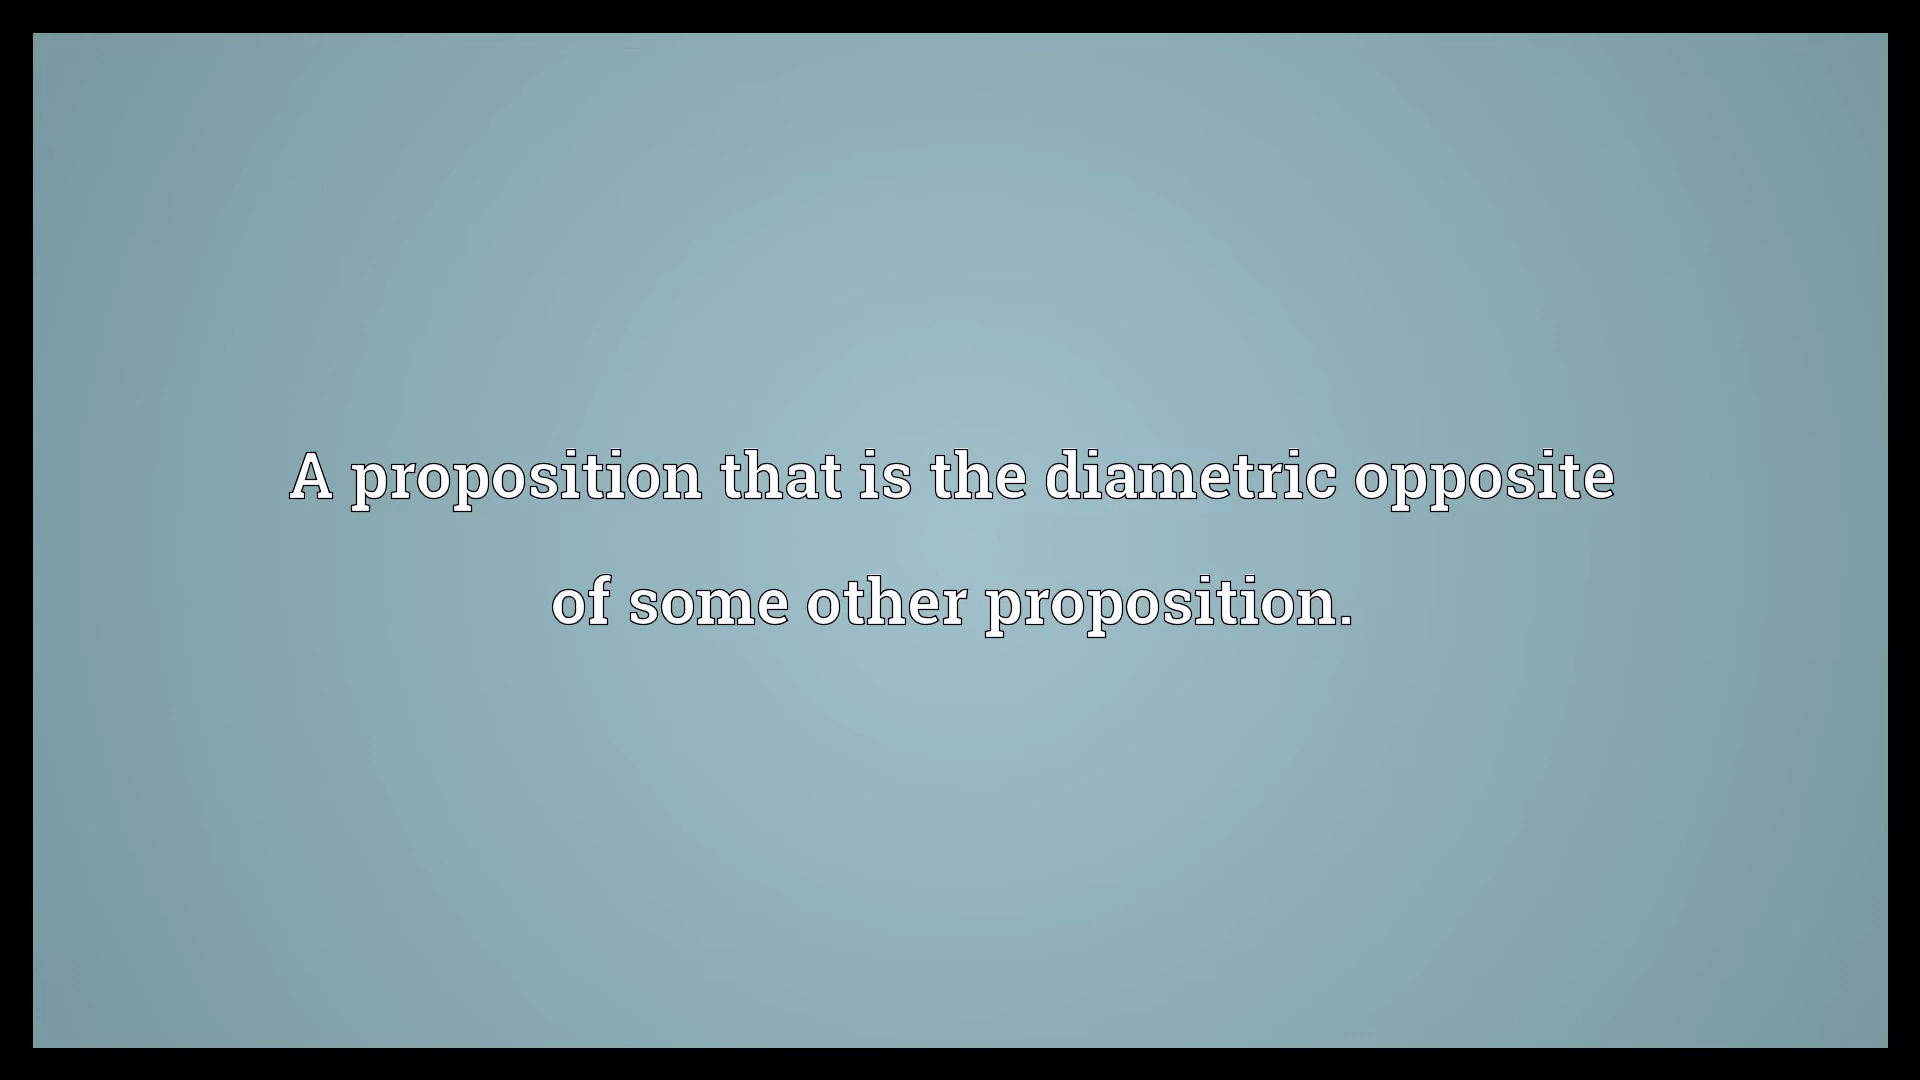 A proposition that is the diametric opposite
of some other proposition.